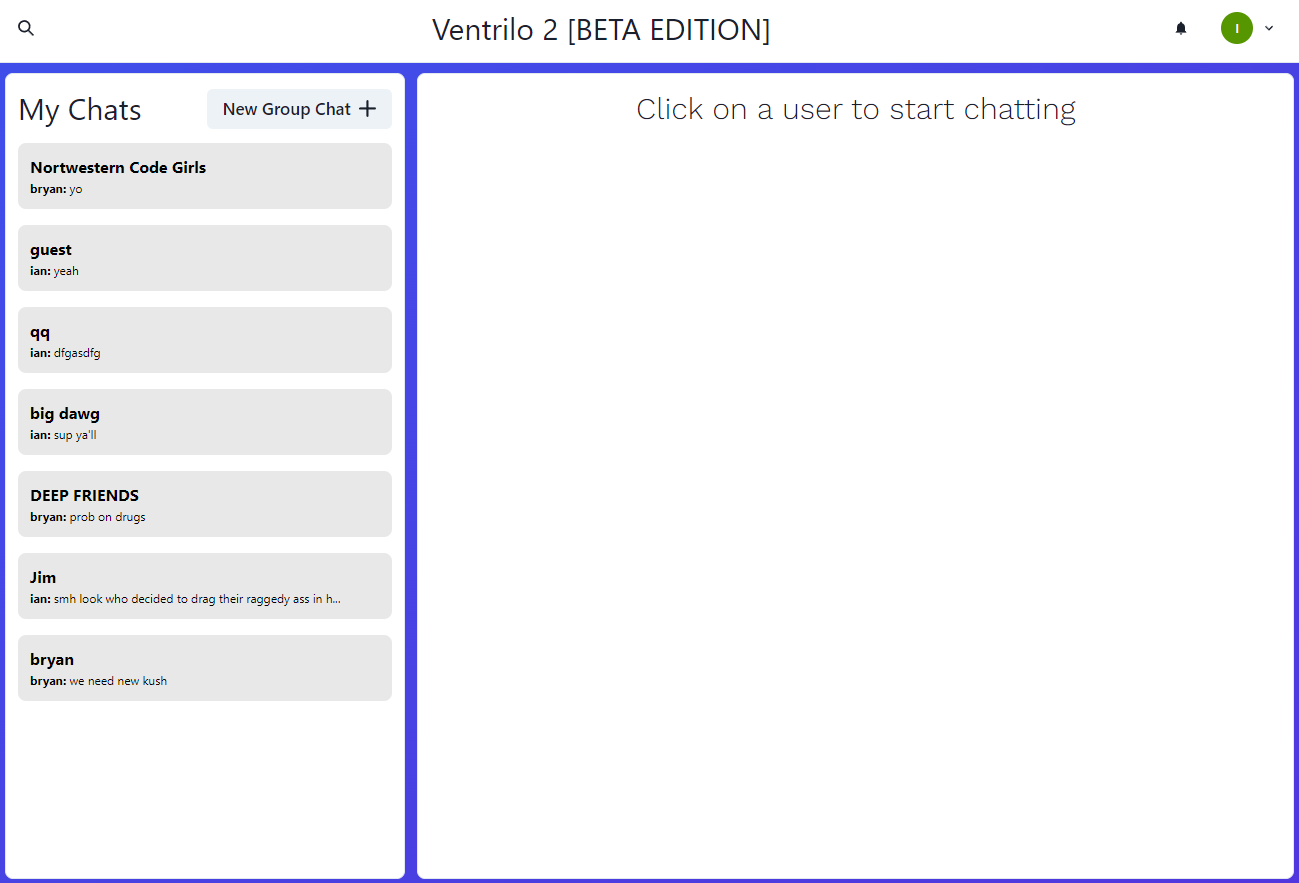 Ventrilo 2 [BETA EDITION]
I
My Chats
New Group Chat
Click on a user to start chatting
Nortwestern Code Girls
bryan: yo
guest
ian: yeah
qq
ian: dfgasdfg
big dawg
ian: sup ya'll
DEEP FRIENDS
bryan: prob on drugs
Jim
ian: smh look who decided to drag their raggedy ass in h...
bryan
bryan: we need new kush